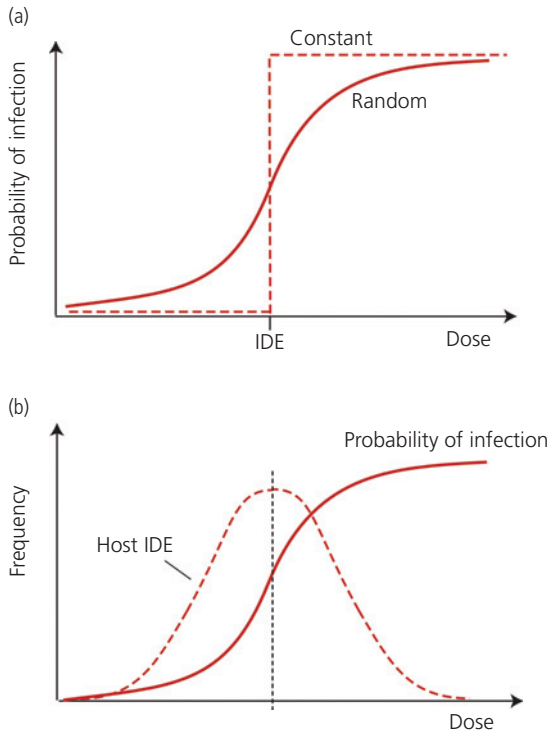 (a)
Constant
Random
Probability of infection
IDE
Dose
(b)
Probability of infection
Host IDE
Frequency
Dose